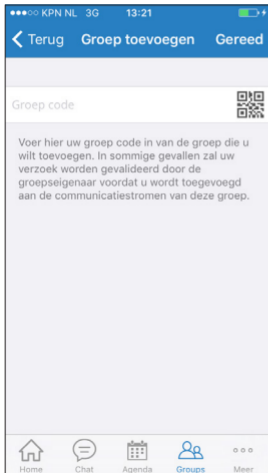 KPN NL 3G 13:21
Terug Groep toevoegen Gereed
Groep code
Voer hier uw groep code in van de groep die u
wilt toevoegen. In sommige gevallen zal uw
verzoek worden gevalideerd door de
groepseigenaar voordat u wordt toegevoegd
aan de communicatiestromen van deze groep.
Home Chat Agenda Groups Meer